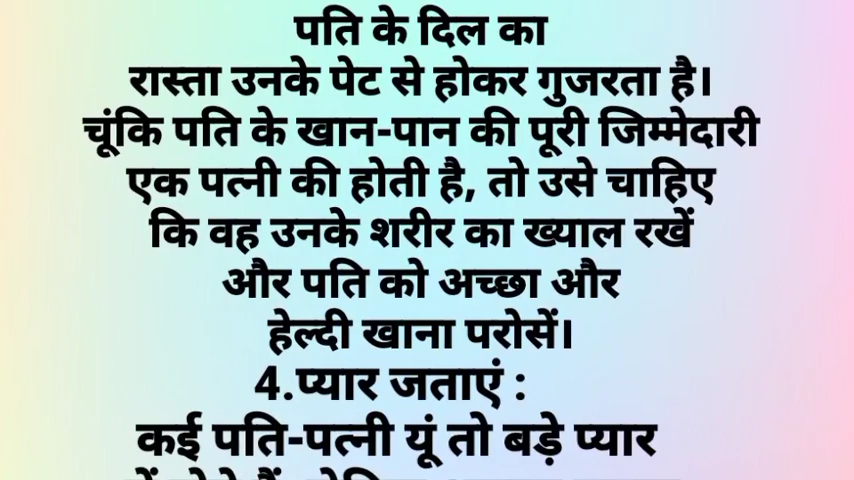 पति के दिल का
रास्ता उनके पेट से होकर गुजरता है।
चूंकि पति के खान-पान की पूरी जिम्मेदारी
एक पत्नी की होती है, तो उसे चाहिए
कि वह उनके शरीर का ख्याल रखें
और पति को अच्छा और
हेल्दी खाना परोसें।
4.प्यार जताएं :
कई पति-पत्नी यूं तो बड़े प्यार